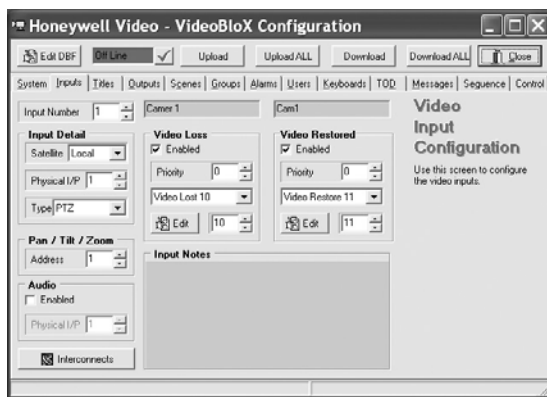 Honeywell Video - VideoBloX Configuration
Edit DBF Off Line Upload Upload ALL Download Download ALL Close
System Inputs Titles Outputs Scenes Groups Alarms Users Keyboards TOD Messages Sequence Control
Input Number 1 Camer 1 Cam1
Video
Input
Configuration
Use this screen to configure
the video inputs.
Input Detail
Satellite Local
Physical I/P 1
Type PTZ
Video Loss
Enabled
Priority 0
Video Lost 10
Edit 10
Video Restored
Enabled
Priority 0
Video Restore 11
Edit 11
Pan / Tilt / Zoom
Address 1
Audio
Enabled
Physical I/P 1
Interconnects
Input Notes